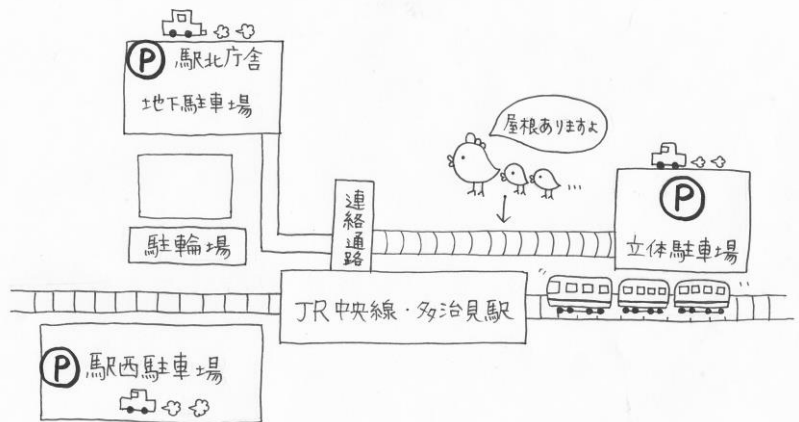 P 駅北庁舎
地下駐車場
屋根ありますよ
P
立体駐車場
連絡通路
駐輪場
JR中央線・多治見駅
P 駅西駐車場